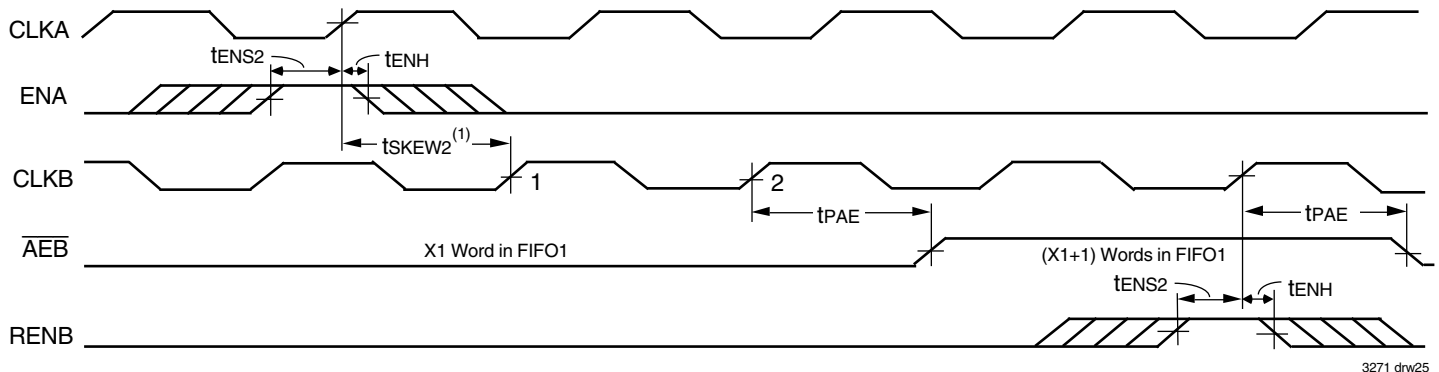 CLKA
tENS2
tENH
ENA
tSKEW2(1)
CLKB
1
2
tPAE
tPAE
AEB
X1 Word in FIFO1
(X1+1) Words in FIFO1
tENS2
tENH
RENB
3271 drw25